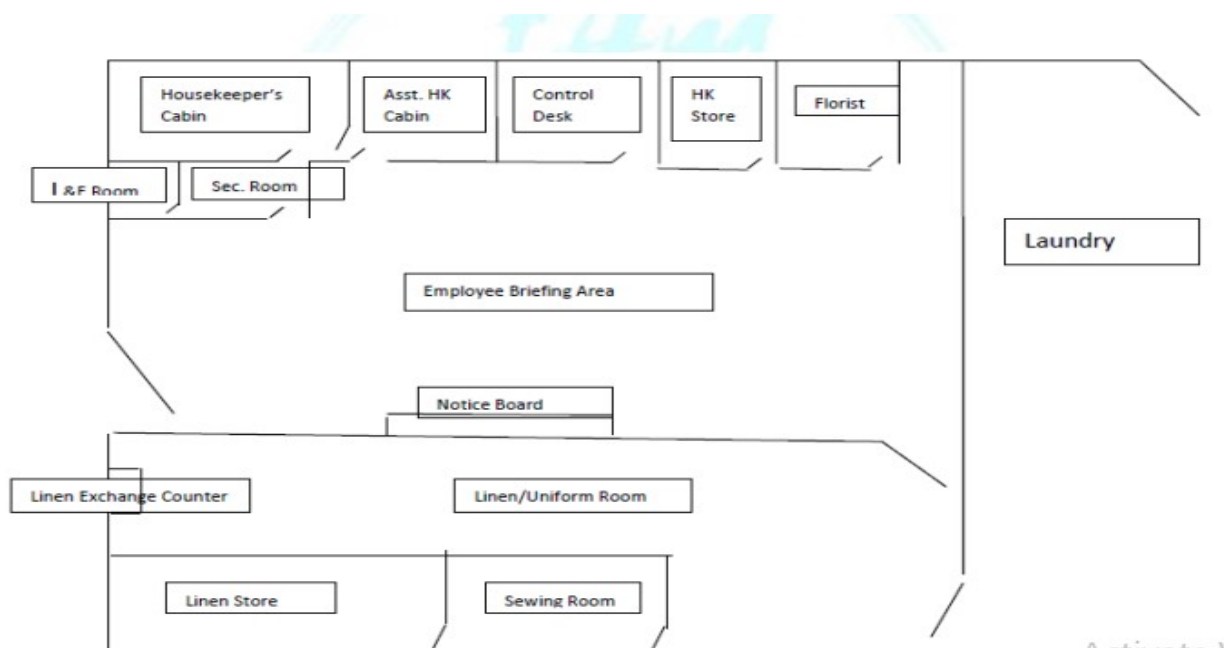 Housekeeper's
Cabin
Asst. HK
Cabin
Control
Desk
HK
Store
Florist
&F Room
Sec. Room
Laundry
Employee Briefing Area
Notice Board
Linen Exchange Counter
Linen/Uniform Room
Linen Store
Sewing Room